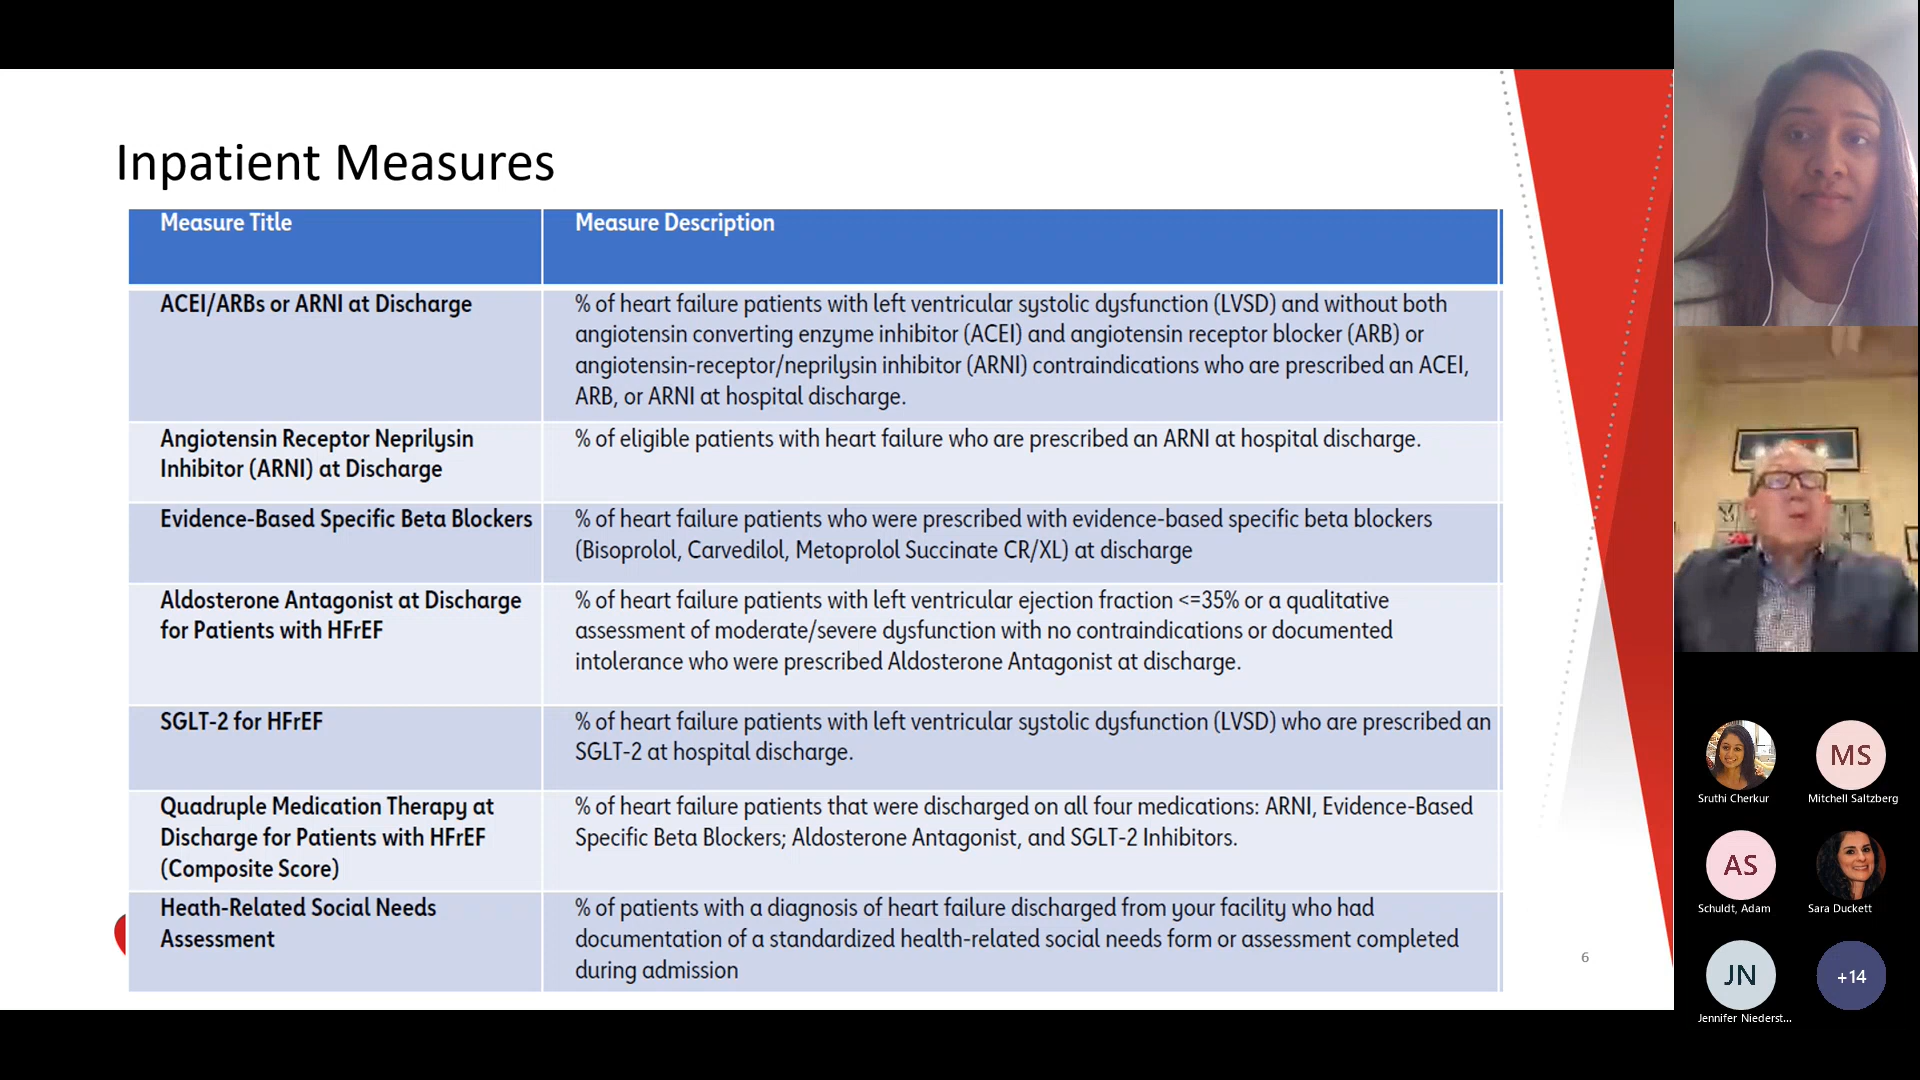 Inpatient Measures
Measure Title
Measure Description
ACEI/ARBs or ARNI at Discharge
% of heart failure patients with left ventricular systolic dysfunction (LVSD) and without both
angiotensin converting enzyme inhibitor (ACEI) and angiotensin receptor blocker (ARB) or
angiotensin-receptor/neprilysin inhibitor (ARNI) contraindications who are prescribed an ACEI,
ARB, or ARNI at hospital discharge.
Angiotensin Receptor Neprilysin
Inhibitor (ARNI) at Discharge
% of eligible patients with heart failure who are prescribed an ARNI at hospital discharge.
Evidence-Based Specific Beta Blockers
% of heart failure patients who were prescribed with evidence-based specific beta blockers
(Bisoprolol, Carvedilol, Metoprolol Succinate CR/XL) at discharge
Aldosterone Antagonist at Discharge
for Patients with HFrEF
% of heart failure patients with left ventricular ejection fraction <=35% or a qualitative
assessment of moderate/severe dysfunction with no contraindications or documented
intolerance who were prescribed Aldosterone Antagonist at discharge.
SGLT-2 for HFrEF
% of heart failure patients with left ventricular systolic dysfunction (LVSD) who are prescribed an
SGLT-2 at hospital discharge.
Quadruple Medication Therapy at
Discharge for Patients with HFrEF
(Composite Score)
% of heart failure patients that were discharged on all four medications: ARNI, Evidence-Based
Specific Beta Blockers; Aldosterone Antagonist, and SGLT-2 Inhibitors.
Heath-Related Social Needs
Assessment
% of patients with a diagnosis of heart failure discharged from your facility who had
documentation of a standardized health-related social needs form or assessment completed
during admission
6
Sruthi Cherkur
MS
Mitchell Saltzberg
AS
Schuldt, Adam
Sara Duckett
JN
Jennifer Niederst...
+14